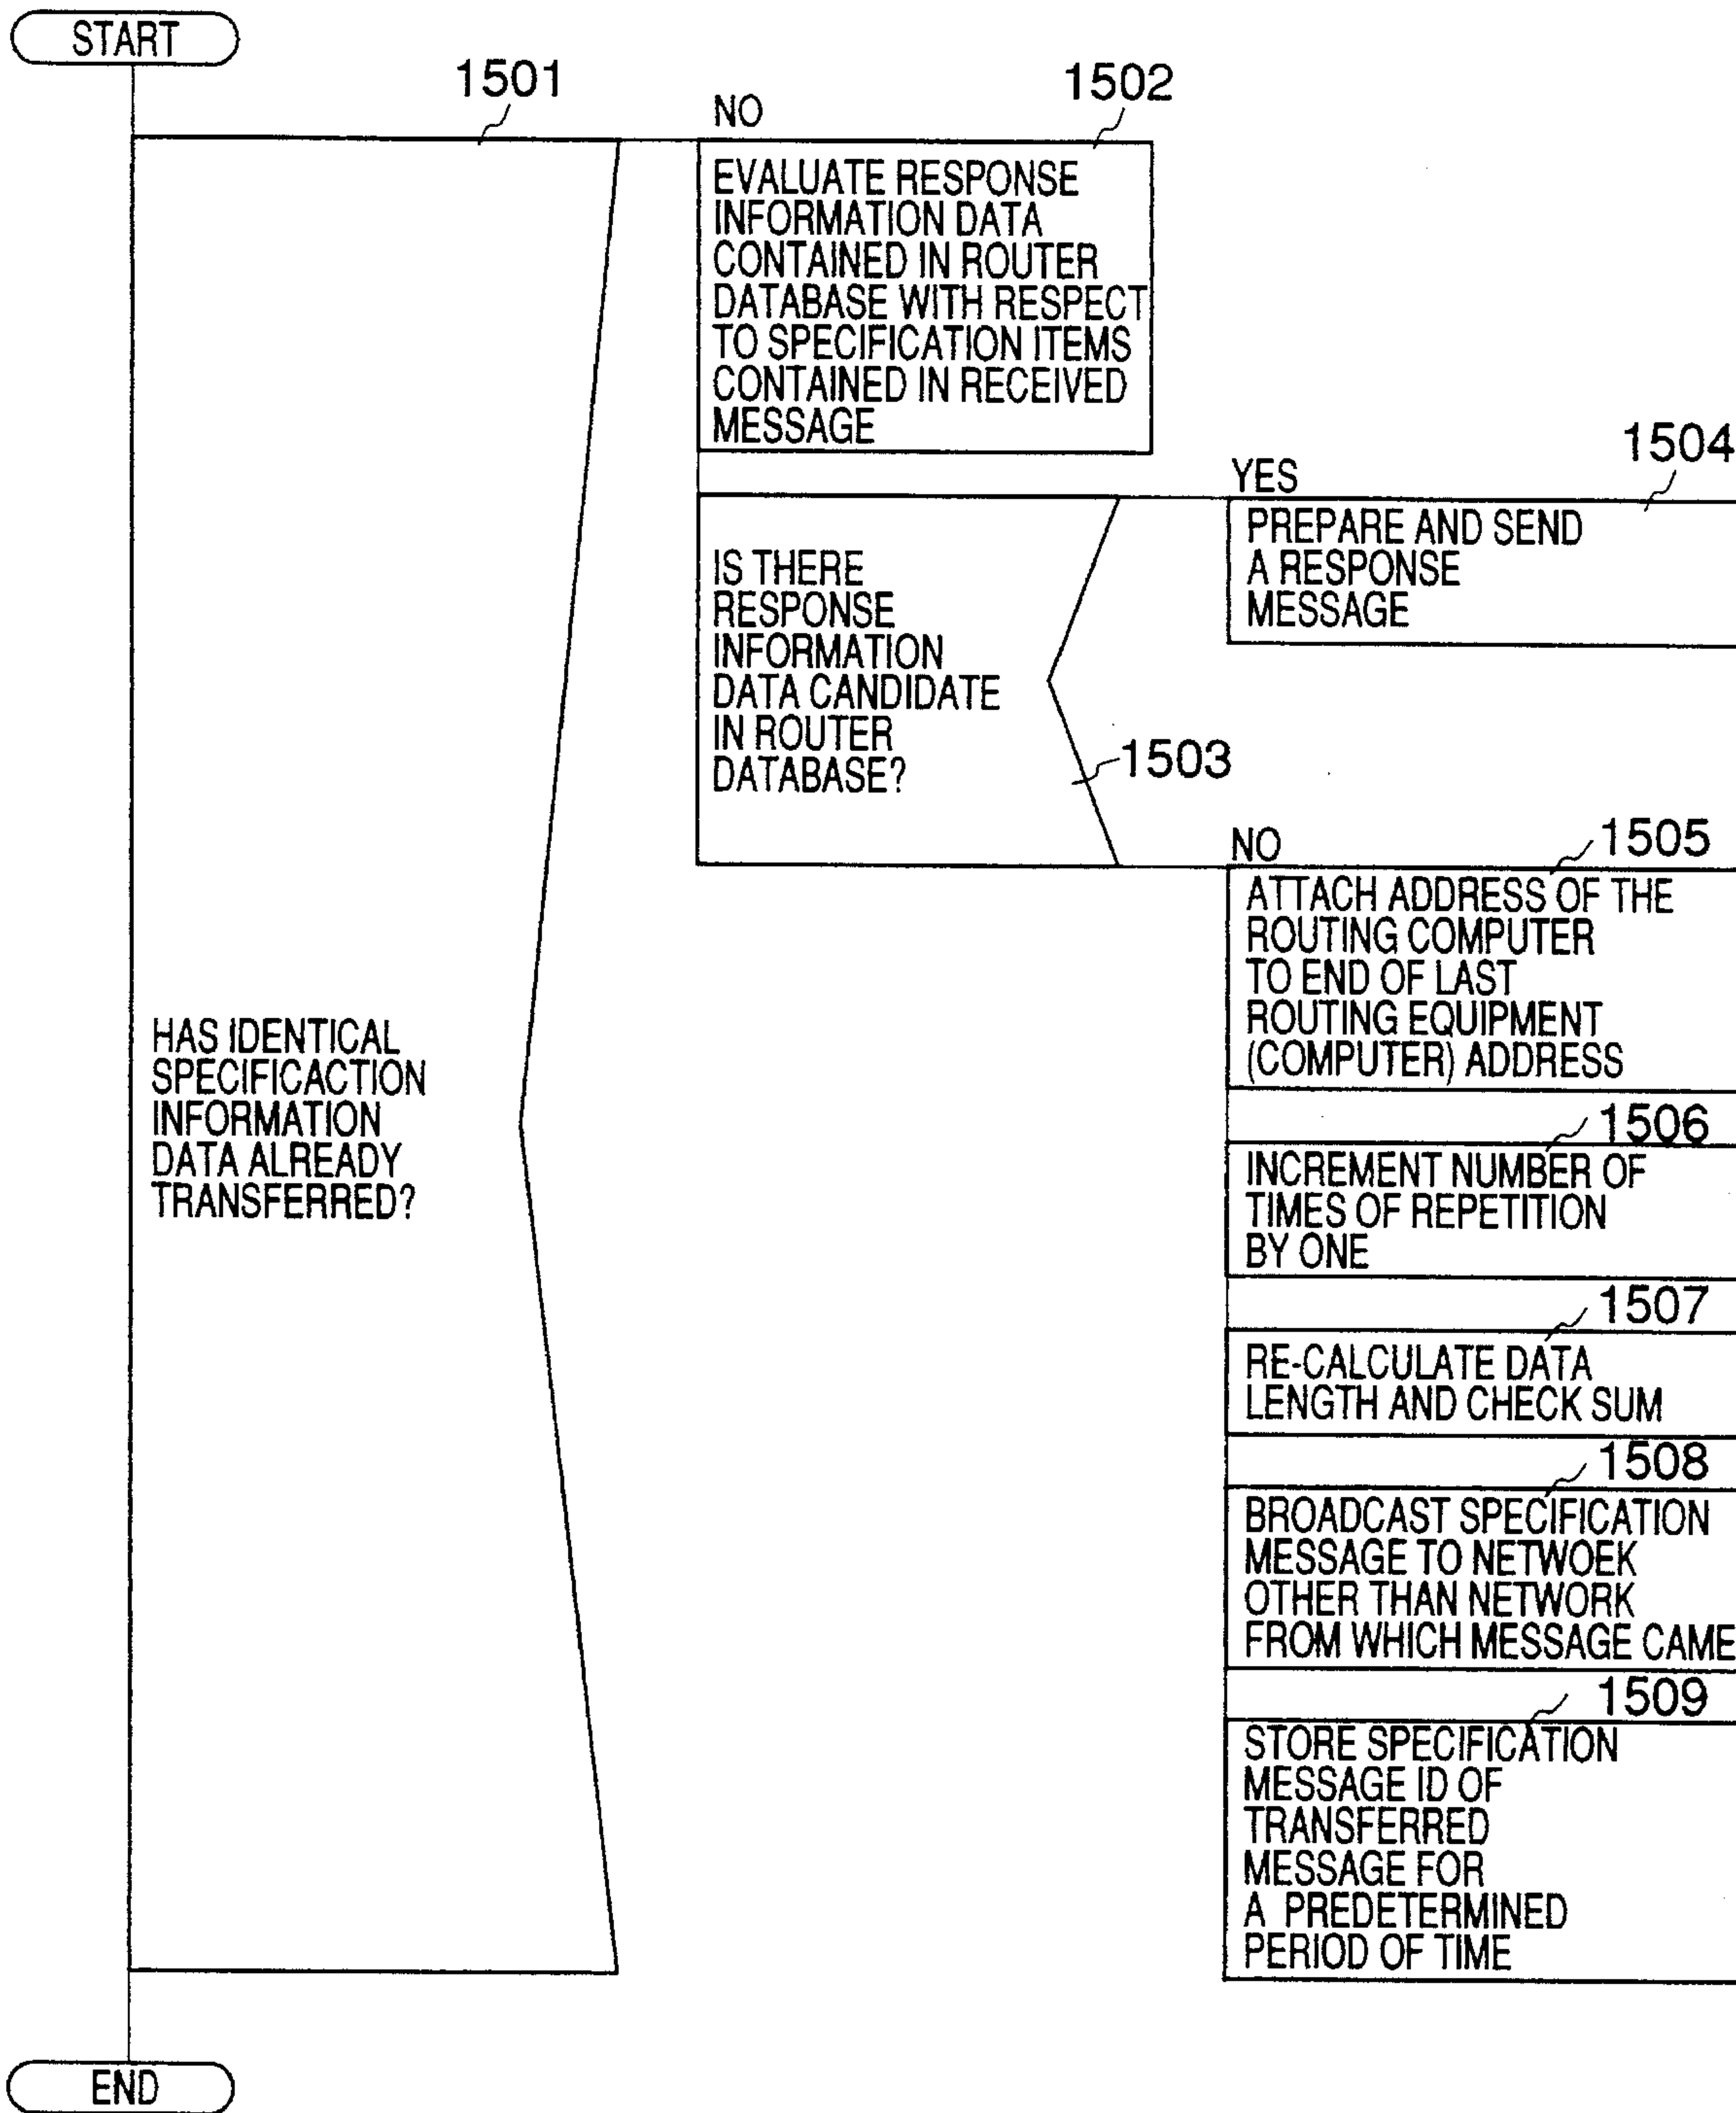 START
1501
NO
1502
EVALUATE RESPONSE
INFORMATION DATA
CONTAINED IN ROUTER
DATABASE WITH RESPECT
TO SPECIFICATION ITEMS
CONTAINED IN RECEIVED
MESSAGE
YES
1504
PREPARE AND SEND
A RESPONSE
MESSAGE
IS THERE
RESPONSE
INFORMATION
DATA CANDIDATE
IN ROUTER
DATABASE?
1503
NO
1505
ATTACH ADDRESS OF THE
ROUTING COMPUTER
TO END OF LAST
ROUTING EQUIPMENT
(COMPUTER) ADDRESS
HAS IDENTICAL
SPECIFICACTION
INFORMATION
DATA ALREADY
TRANSFERRED?
1506
INCREMENT NUMBER OF
TIMES OF REPETITION
BY ONE
1507
RE-CALCULATE DATA
LENGTH AND CHECK SUM
1508
BROADCAST SPECIFICATION
MESSAGE TO NETWOEK
OTHER THAN NETWORK
FROM WHICH MESSAGE CAME
1509
STORE SPECIFICATION
MESSAGE ID OF
TRANSFERRED
MESSAGE FOR
A PREDETERMINED
PERIOD OF TIME
END